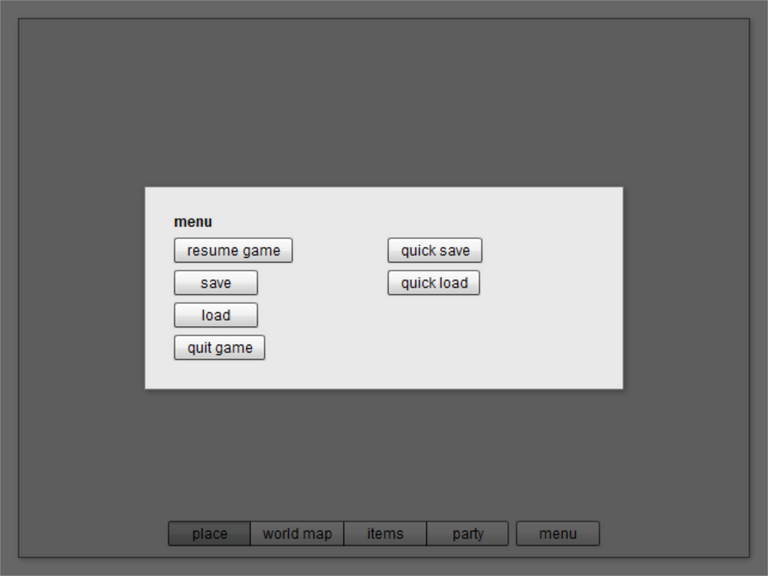 menu
resume game
quick save
save
quick load
load
quit game
place world map items party menu